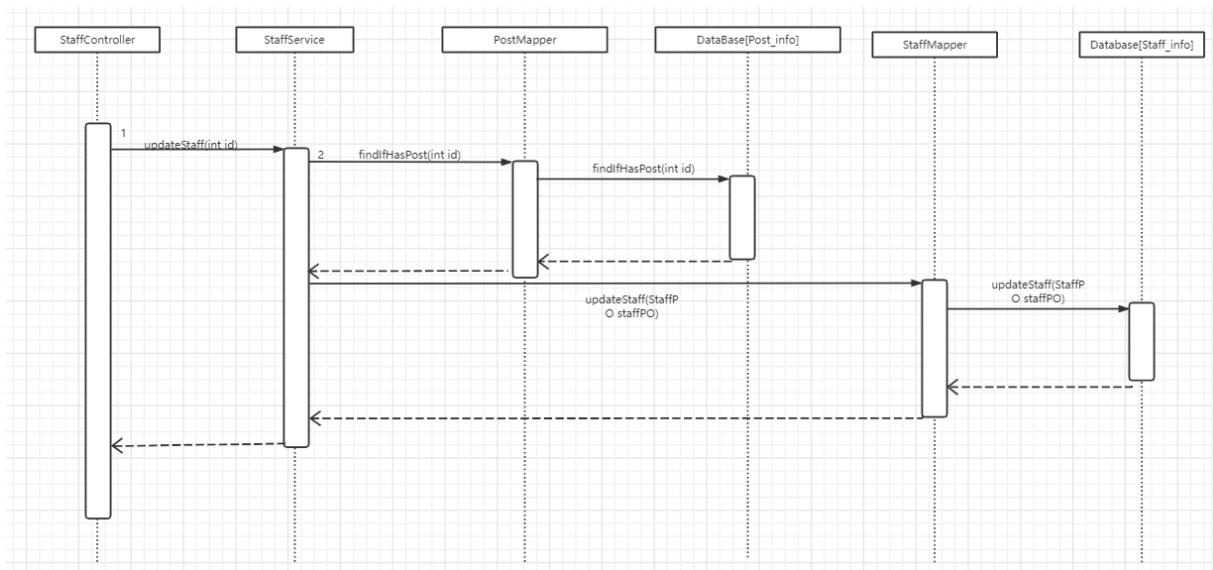 StaffController
StaffService
PostMapper
DataBase[Post_info]
StaffMapper
Database[Staff_info]
1
updateStaff(int id)
2
findIfHasPost(int id)
findIfHasPost(int id)
updateStaff(StaffP
O staffPO)
updateStaff(StaffP
O staffPO)